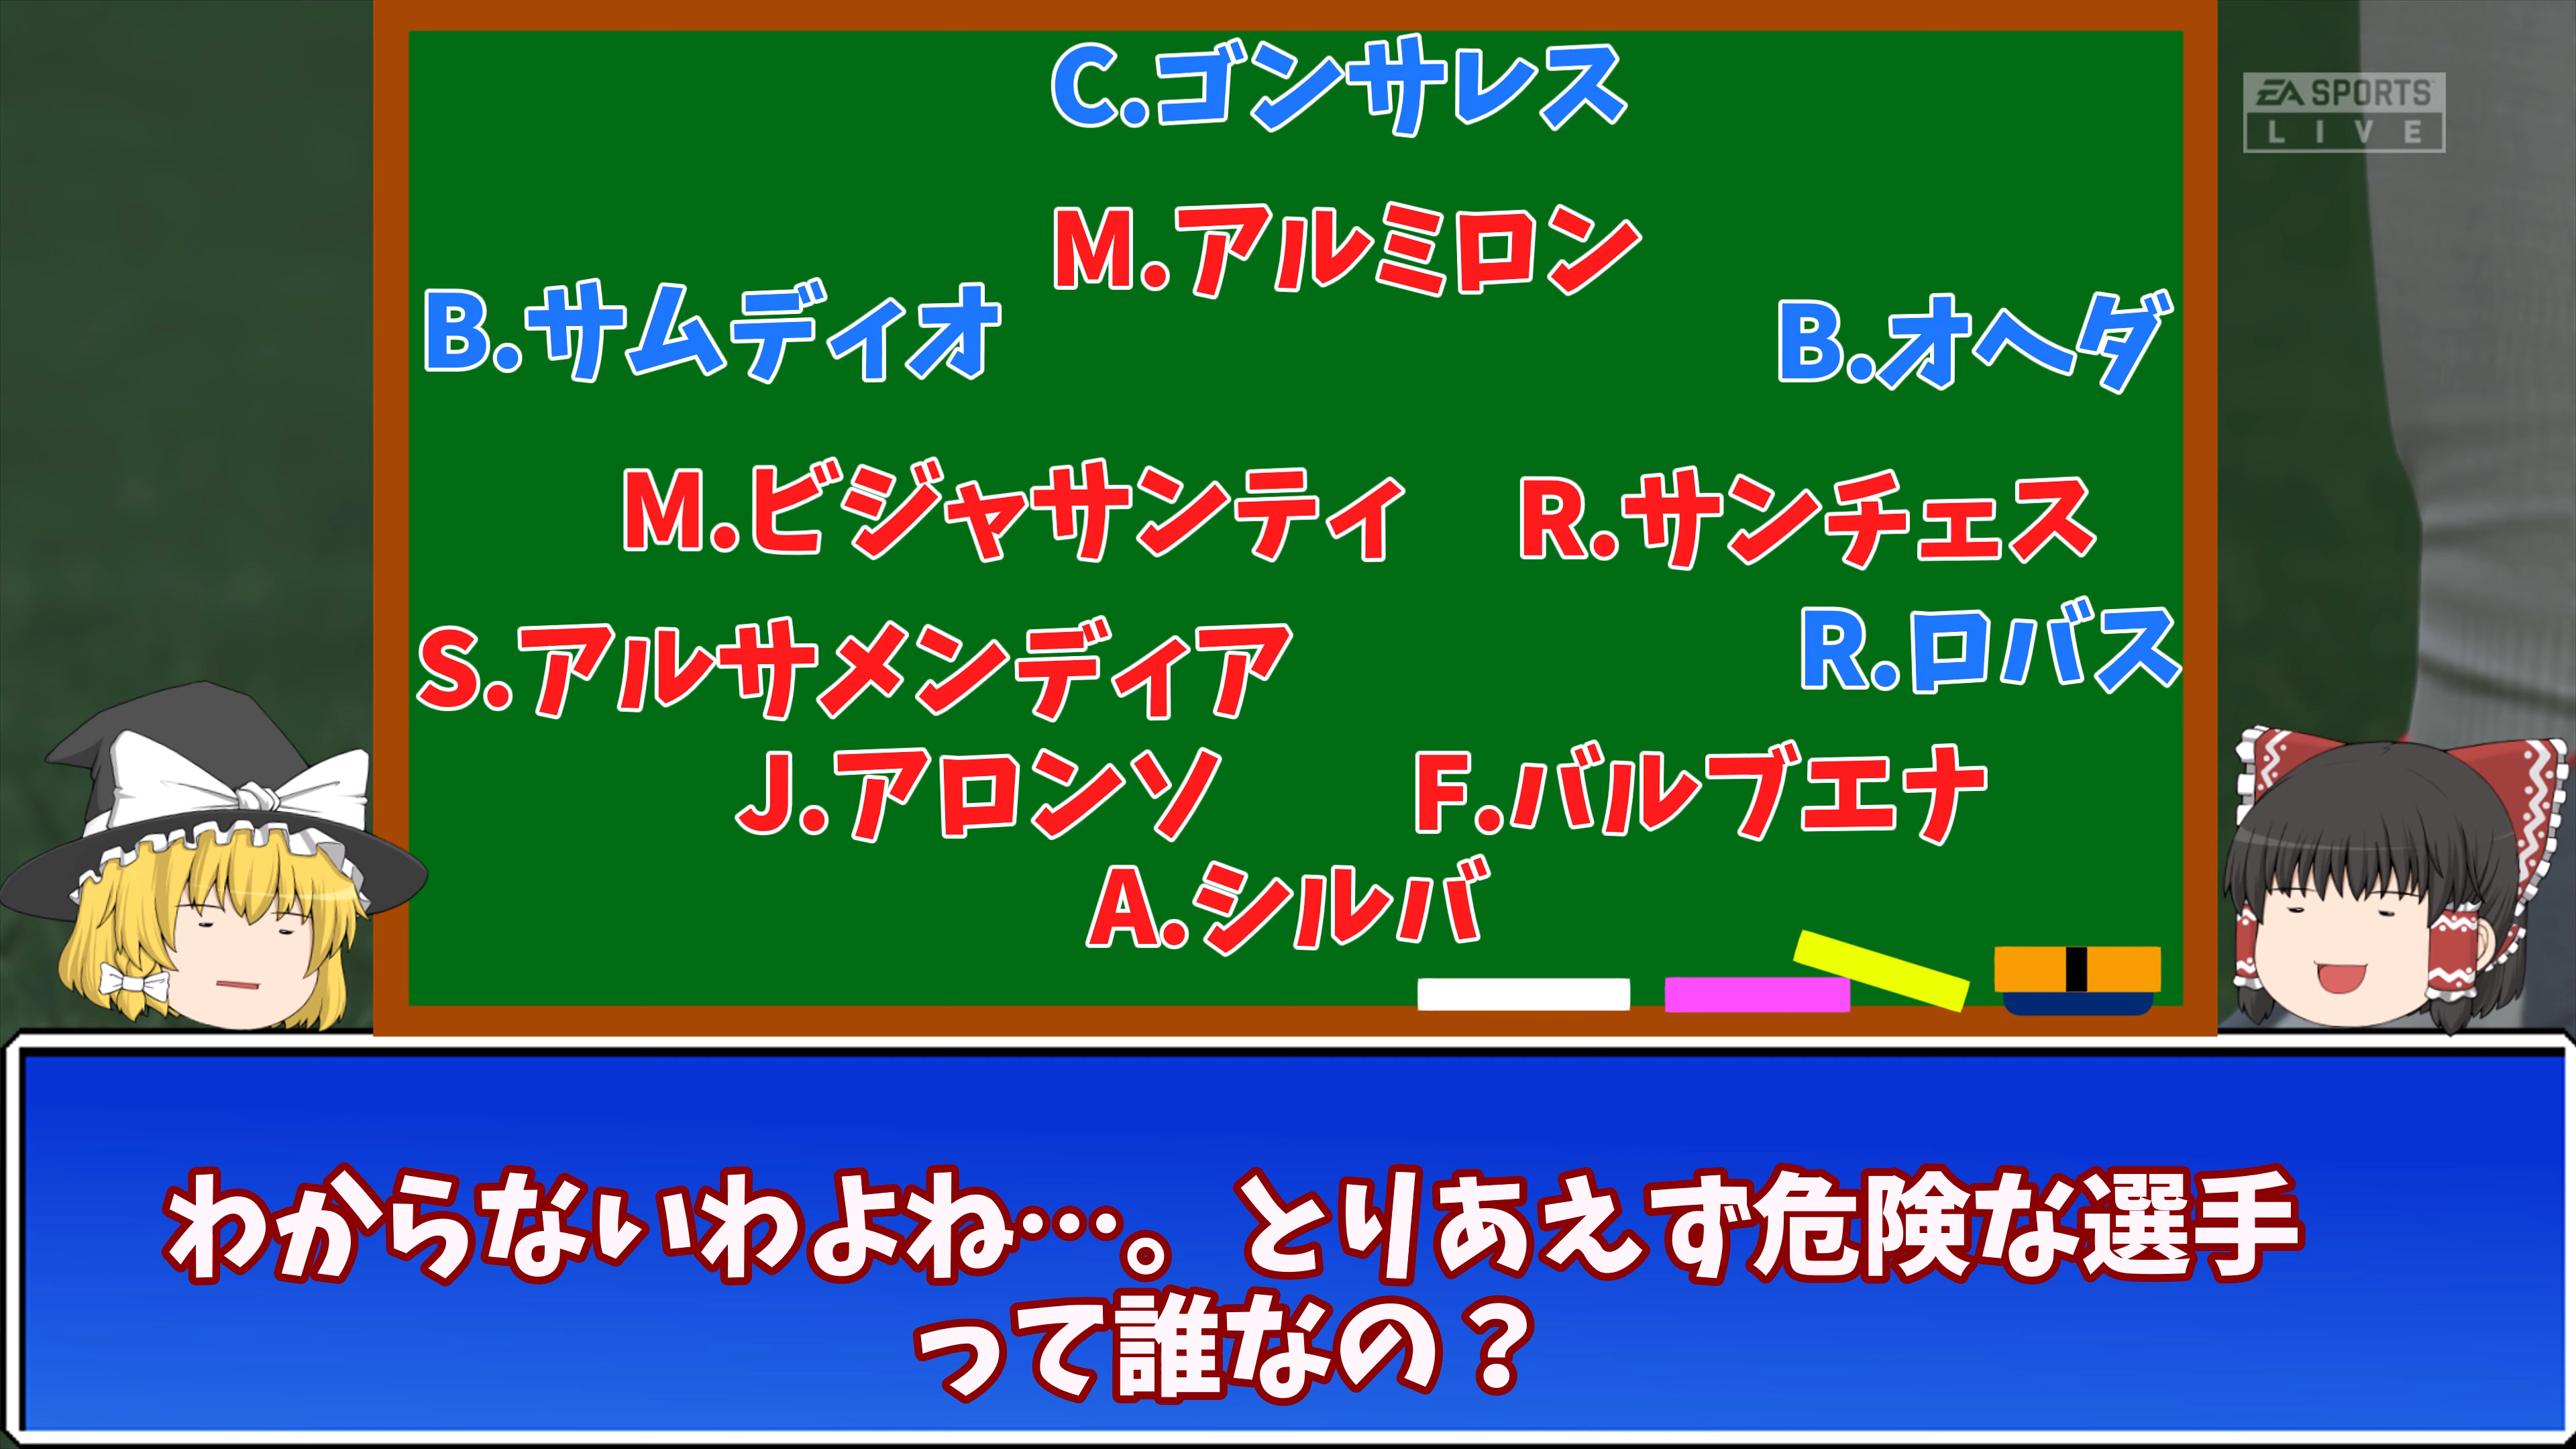 C.ゴンサレス
EA SPORTS
LIVE
M.アルミロン
B.サムディオ
B.オヘダ
M.ビジャサンティ
R.サンチェス
S.アルサメンディア
R.ロバス
J.アロンソ
F.バルブエナ
A.シルバ
わからないわよね…。とりあえず危険な選手
って誰なの？